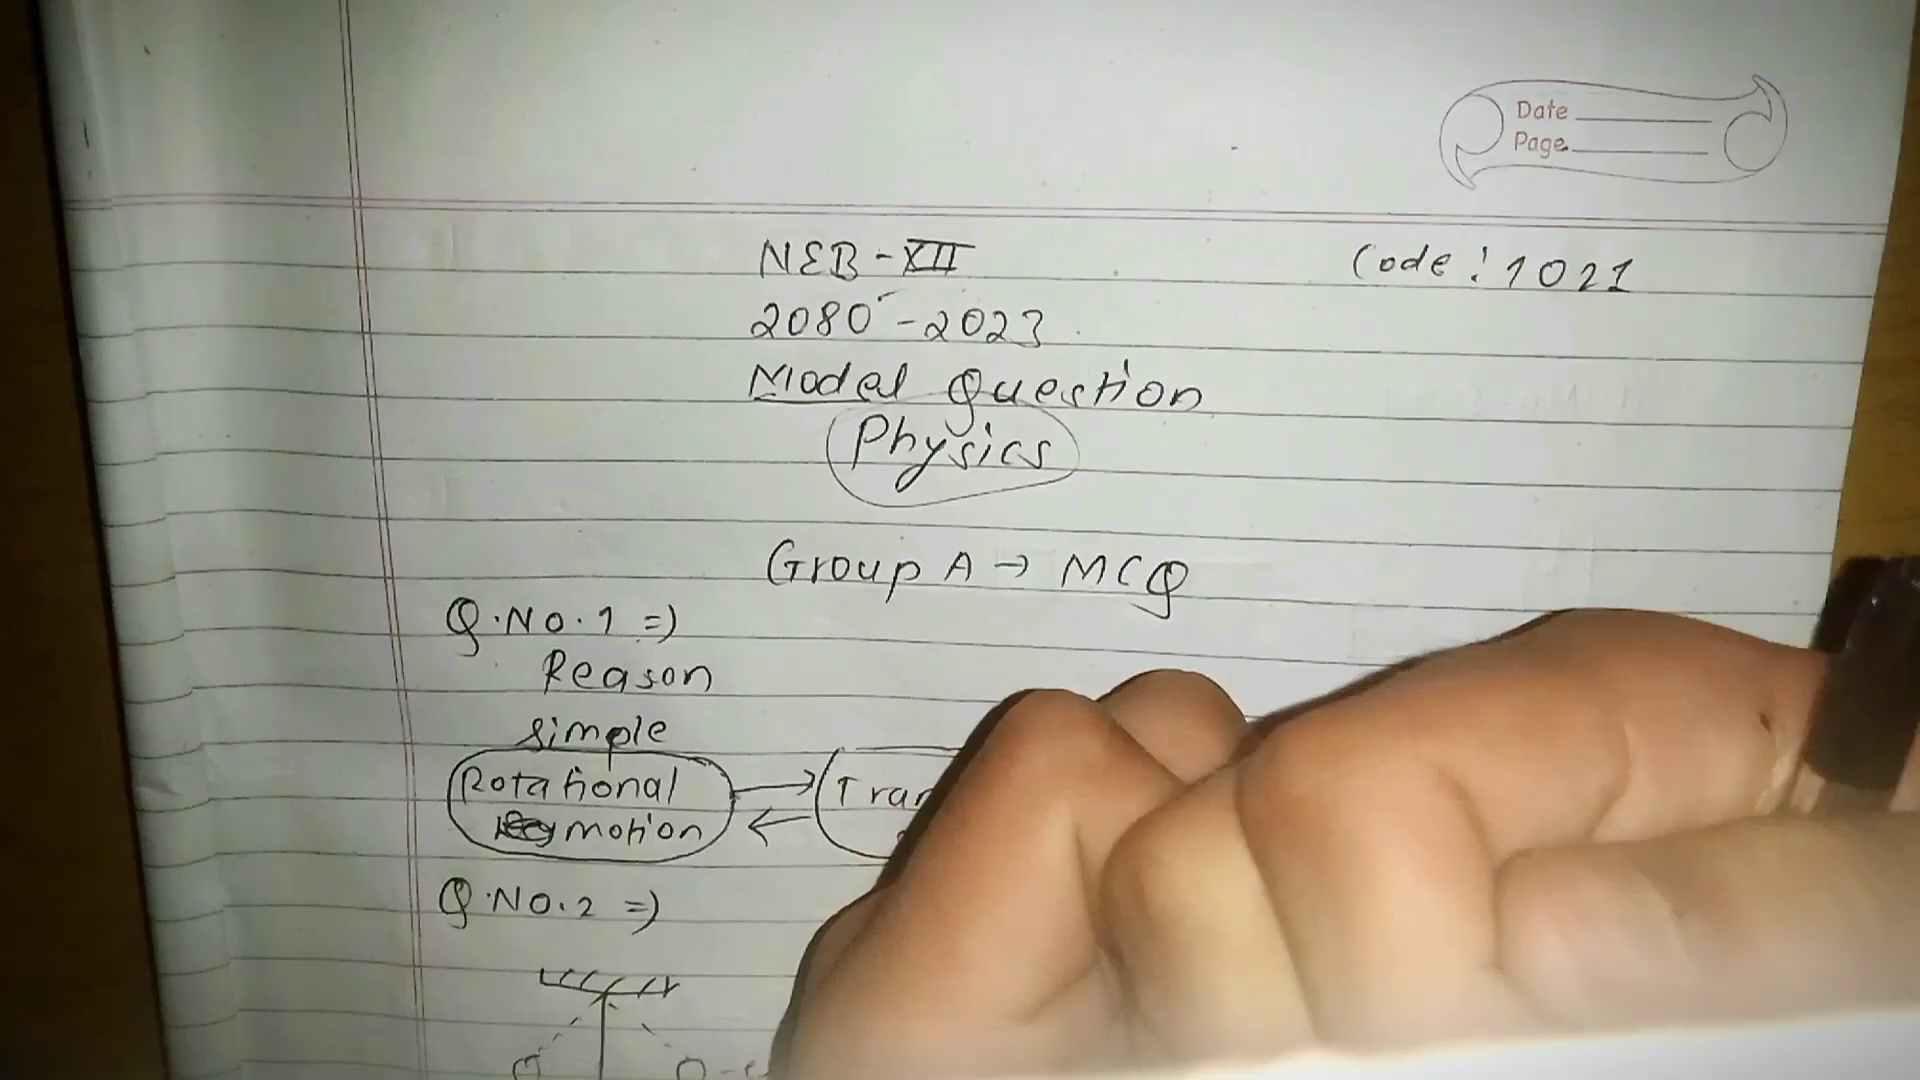 Date
Page
NEB-XII
Code: 1021
2080-2023
Model Question
Physics
Group A → MCQ
Q.No.1 =)
Reason
simple
Rotational
motion
Q.No.2 =)